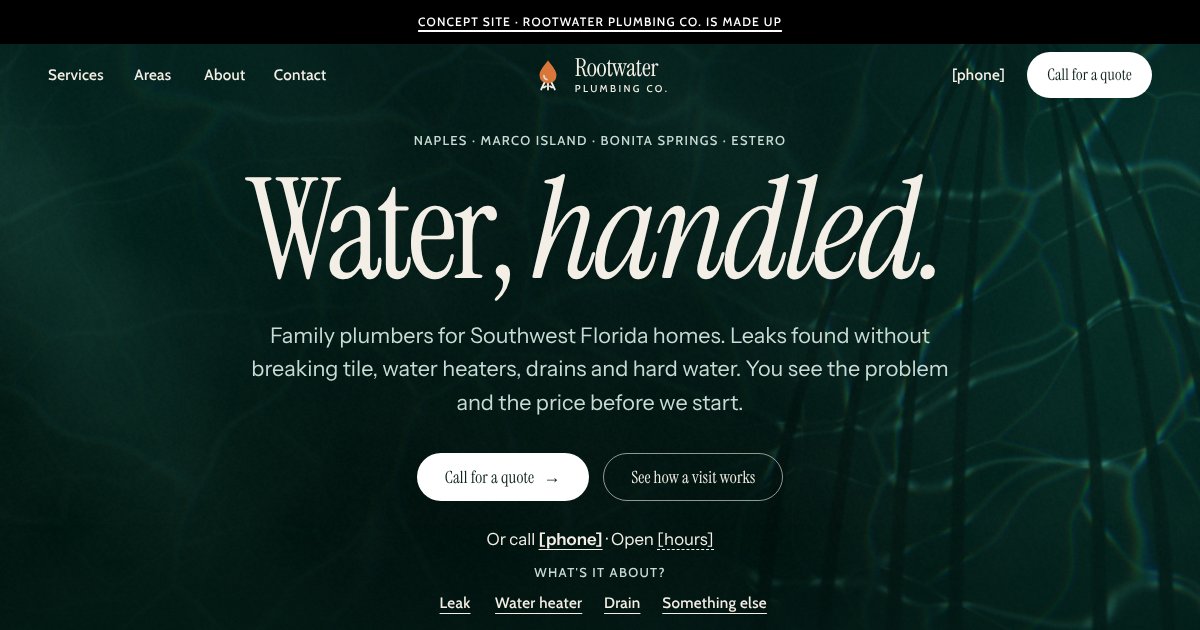 CONCEPT SITE · ROOTWATER PLUMBING CO. IS MADE UP
Services Areas About Contact
Rootwater
PLUMBING CO.
[phone] Call for a quote
NAPLES · MARCO ISLAND · BONITA SPRINGS · ESTERO
Water, handled.
Family plumbers for Southwest Florida homes. Leaks found without
breaking tile, water heaters, drains and hard water. You see the problem
and the price before we start.
Call for a quote → See how a visit works
Or call [phone] · Open [hours]
WHAT'S IT ABOUT?
Leak Water heater Drain Something else